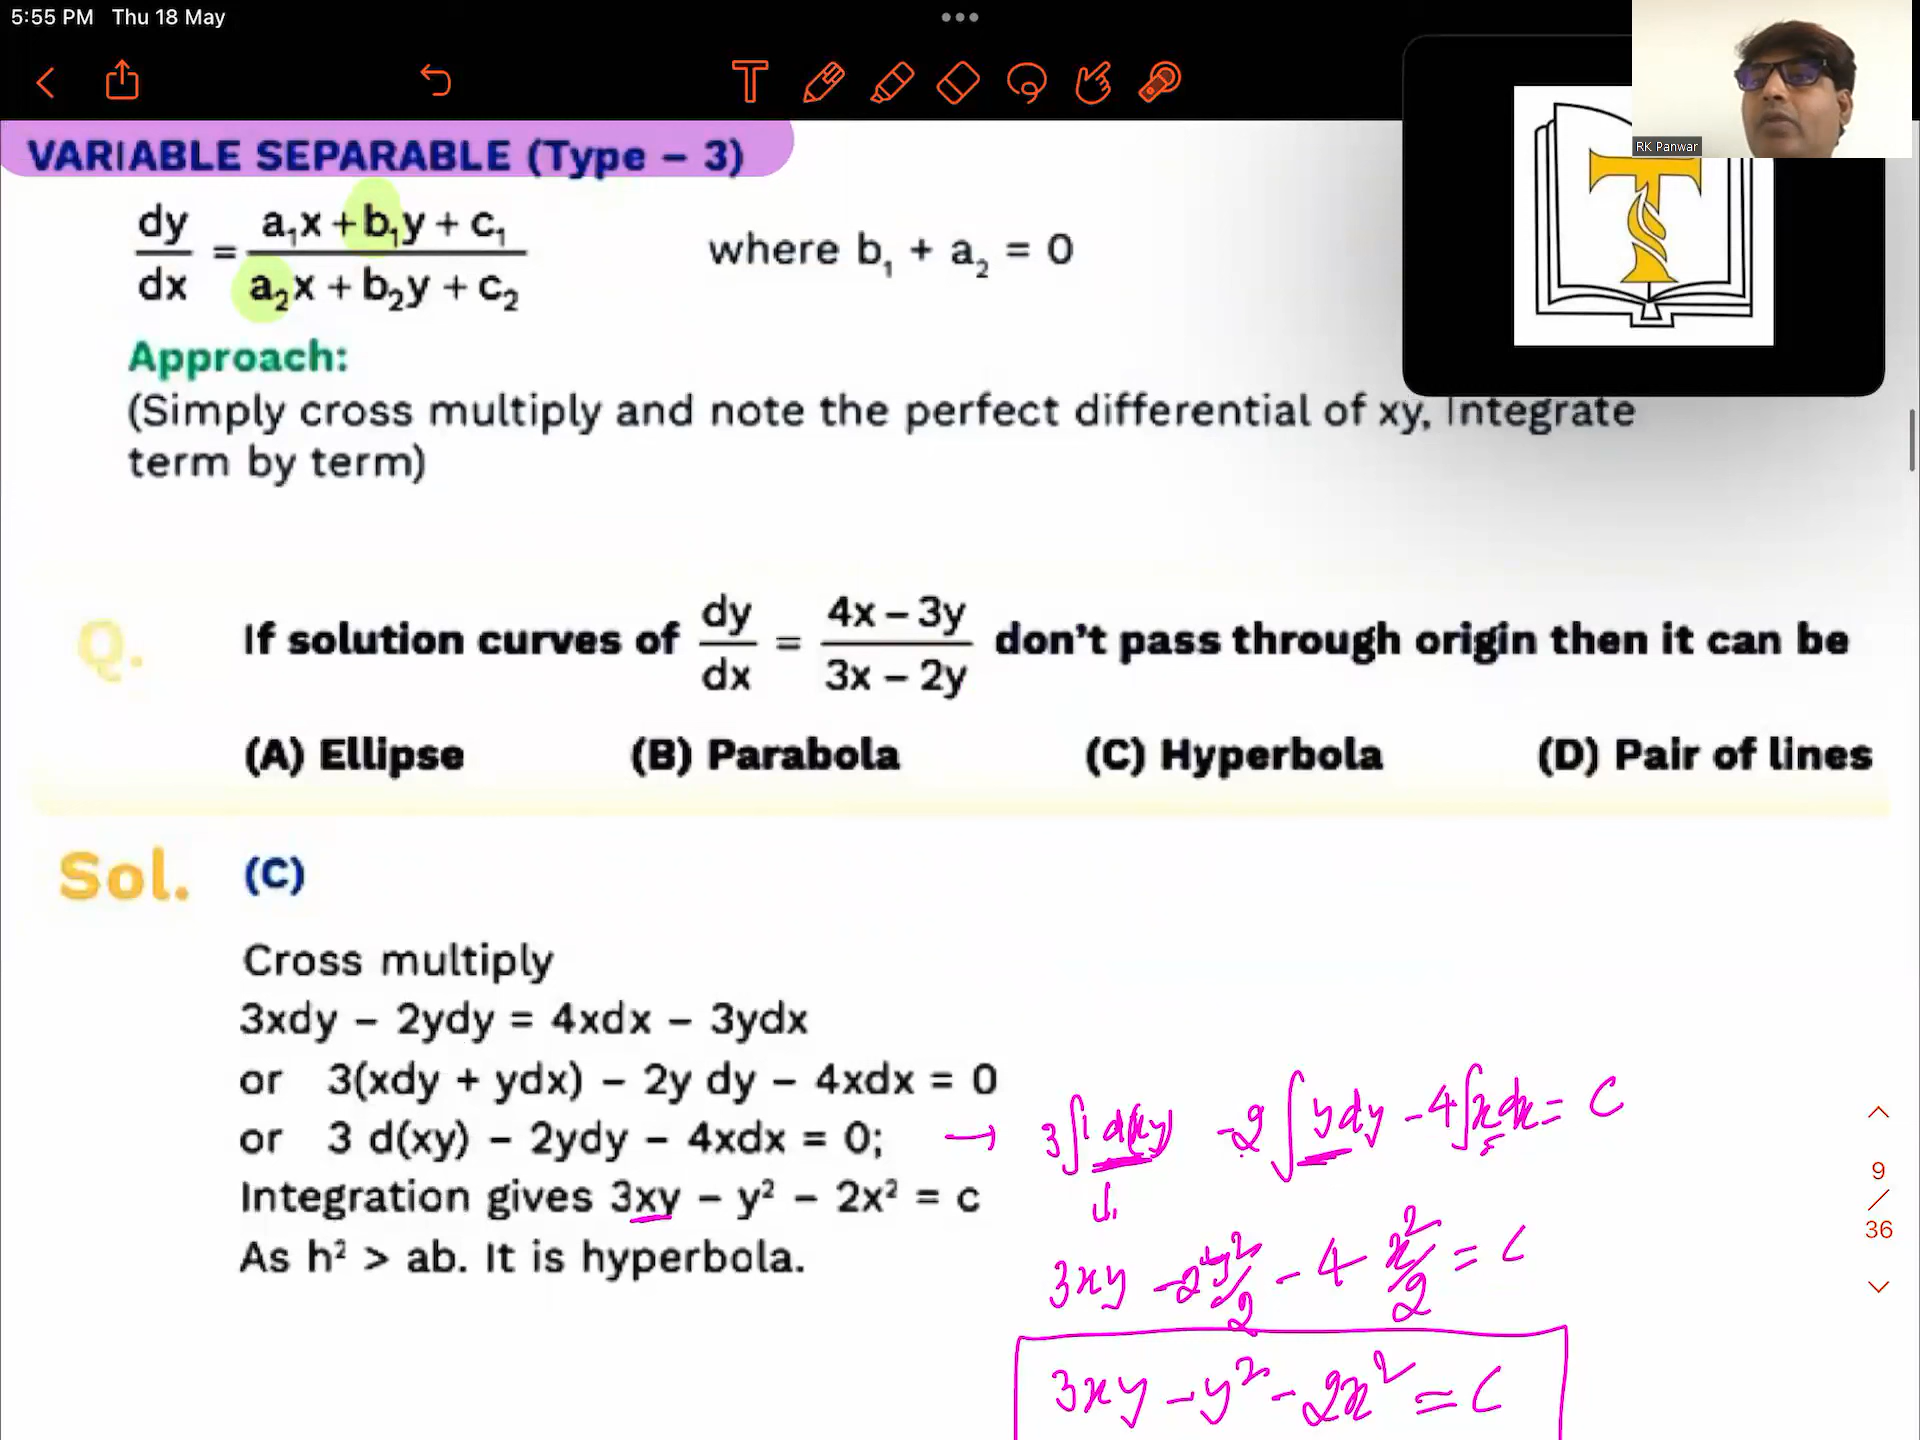 5:55 PM Thu 18 May
RK Panwar
VARIABLE SEPARABLE (Type – 3)
dy/dx = (a₁x + b₁y + c₁)/(a₂x + b₂y + c₂) where b₁ + a₂ = 0
Approach:
(Simply cross multiply and note the perfect differential of xy, Integrate
term by term)
Q. If solution curves of dy/dx = (4x – 3y)/(3x – 2y) don't pass through origin then it can be
(A) Ellipse (B) Parabola (C) Hyperbola (D) Pair of lines
Sol. (C)
Cross multiply
3xdy – 2ydy = 4xdx – 3ydx
or 3(xdy + ydx) – 2y dy – 4xdx = 0
or 3 d(xy) – 2ydy – 4xdx = 0; → 3∫1 d(xy) -2∫ydy - 4∫xdx = C
Integration gives 3xy – y² – 2x² = c
As h² > ab. It is hyperbola.
3xy - 2 y²/2 - 4 x²/2 = C
3xy - y² - 2x² = C
9
/
36